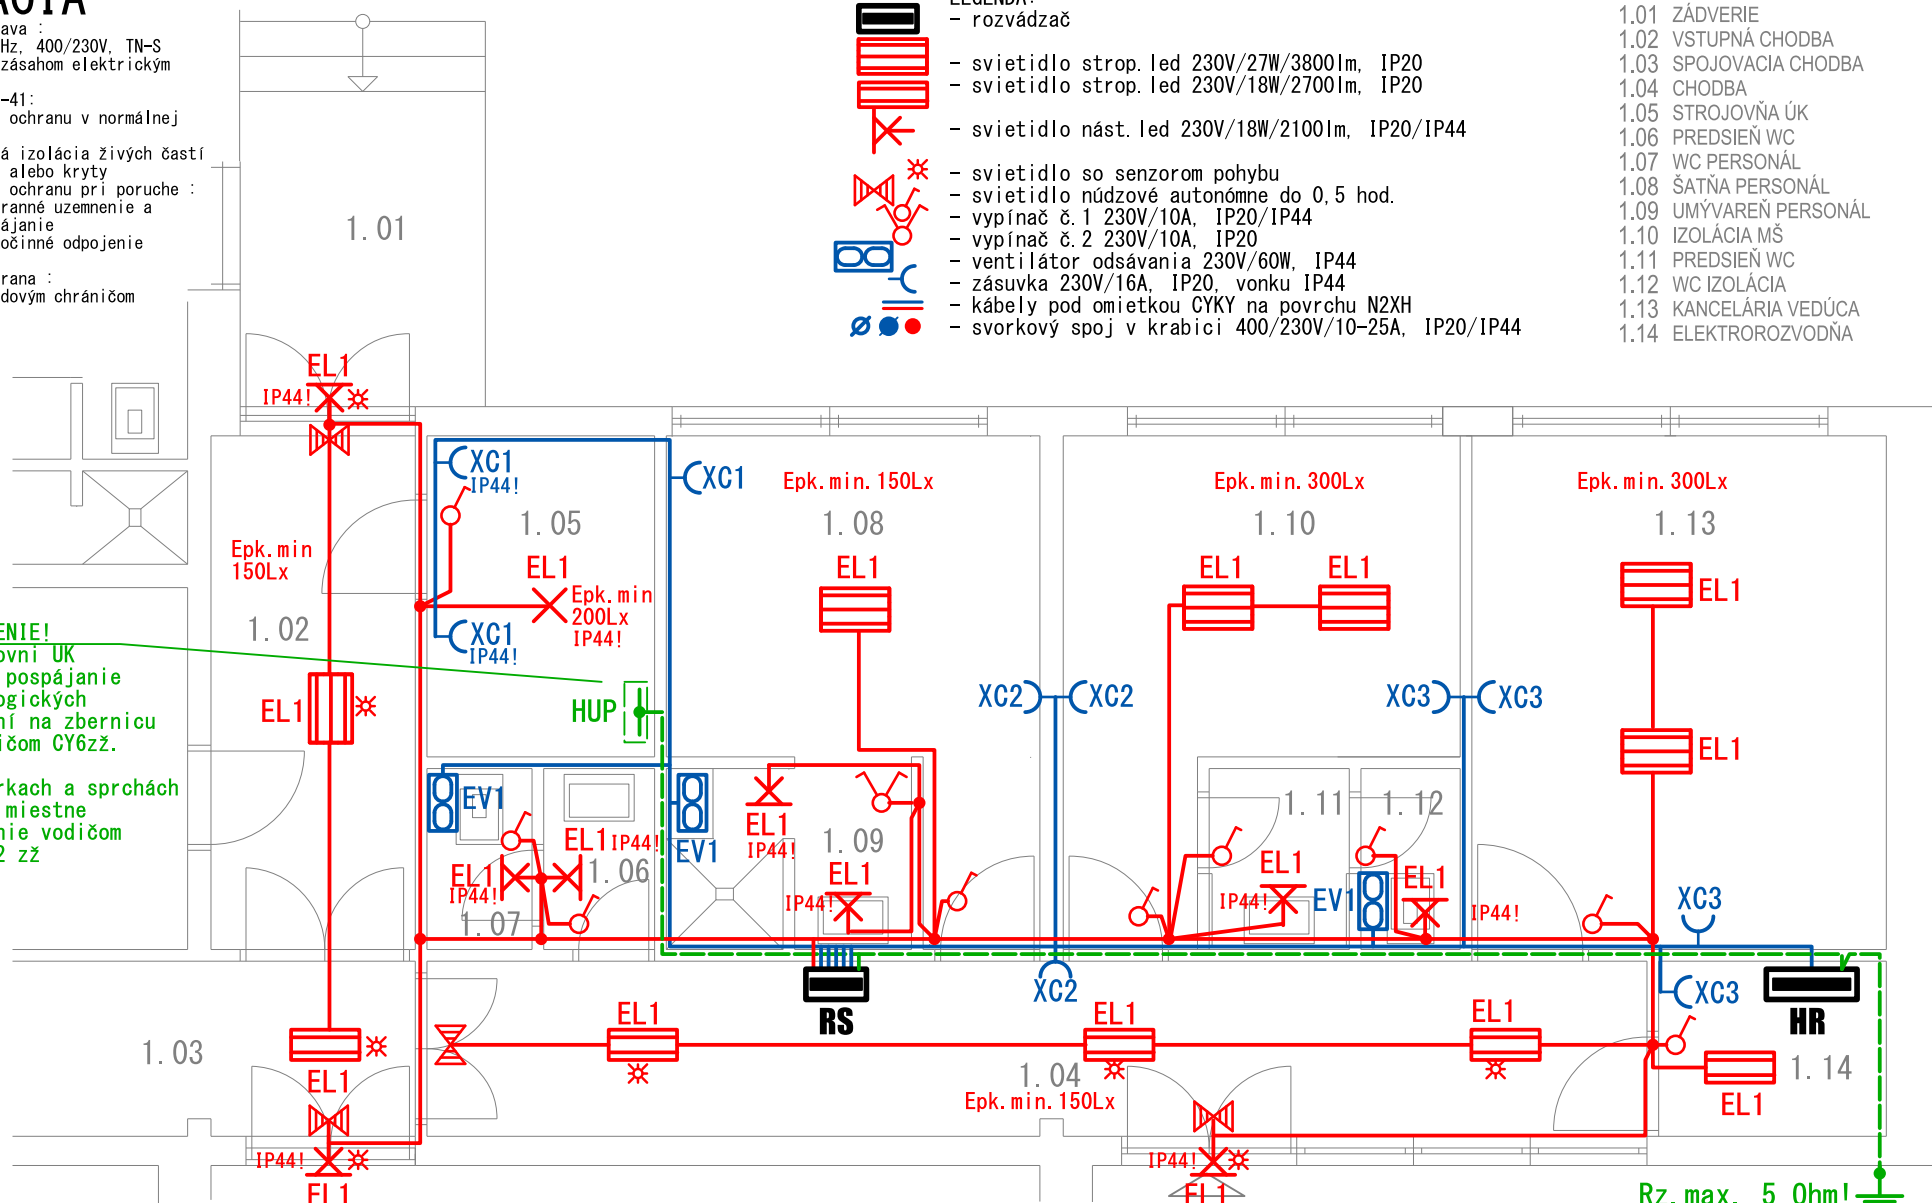 ava :
Hz, 400/230V, TN-S
zásahom elektrickým
-41:
ochranu v normálnej
á izolácia živých častí
alebo kryty
ochranu pri poruche :
ranné uzemnenie a
ájanie
očinné odpojenie
rana :
dovým chráničom
LEGENDA:
- rozvádzač
- svietidlo strop. led 230V/27W/3800lm, IP20
- svietidlo strop. led 230V/18W/2700lm, IP20
- svietidlo nást. led 230V/18W/2100lm, IP20/IP44
- svietidlo so senzorom pohybu
- svietidlo núdzové autonómne do 0,5 hod.
- vypínač č.1 230V/10A, IP20/IP44
- vypínač č.2 230V/10A, IP20
- ventilátor odsávania 230V/60W, IP44
- zásuvka 230V/16A, IP20, vonku IP44
- kábely pod omietkou CYKY na povrchu N2XH
- svorkový spoj v krabici 400/230V/10-25A, IP20/IP44
1.01 ZÁDVERIE
1.02 VSTUPNÁ CHODBA
1.03 SPOJOVACIA CHODBA
1.04 CHODBA
1.05 STROJOVŇA ÚK
1.06 PREDSIEŇ WC
1.07 WC PERSONÁL
1.08 ŠATŇA PERSONÁL
1.09 UMÝVAREŇ PERSONÁL
1.10 IZOLÁCIA MŠ
1.11 PREDSIEŇ WC
1.12 WC IZOLÁCIA
1.13 KANCELÁRIA VEDÚCA
1.14 ELEKTROROZVODŇA
1.01
EL1
IP44!
XC1
IP44!
XC1
Epk.min.150Lx
Epk.min.300Lx
Epk.min.300Lx
1.05
1.08
1.10
1.13
Epk.min
150Lx
EL1
Epk.min
200Lx
IP44!
EL1
EL1
EL1
EL1
1.02
XC1
IP44!
ENIE!
ovni UK
pospájanie
ogických
ní na zbernicu
ičom CY6zž.
rkach a sprchách
miestne
nie vodičom
2 zž
EL1
HUP
XC2
XC2
XC3
XC3
EL1
EV1
EL1
IP44!
1.06
EV1
EL1
IP44!
1.09
1.11
1.12
EL1
IP44!
1.07
EL1
IP44!
EL1
IP44!
EV1
EL1
IP44!
XC3
XC2
XC3
RS
HR
1.03
EL1
EL1
EL1
EL1
1.04
Epk.min.150Lx
1.14
EL1
IP44!
EL1
IP44!
EL1
Rz.max. 5 Ohm!